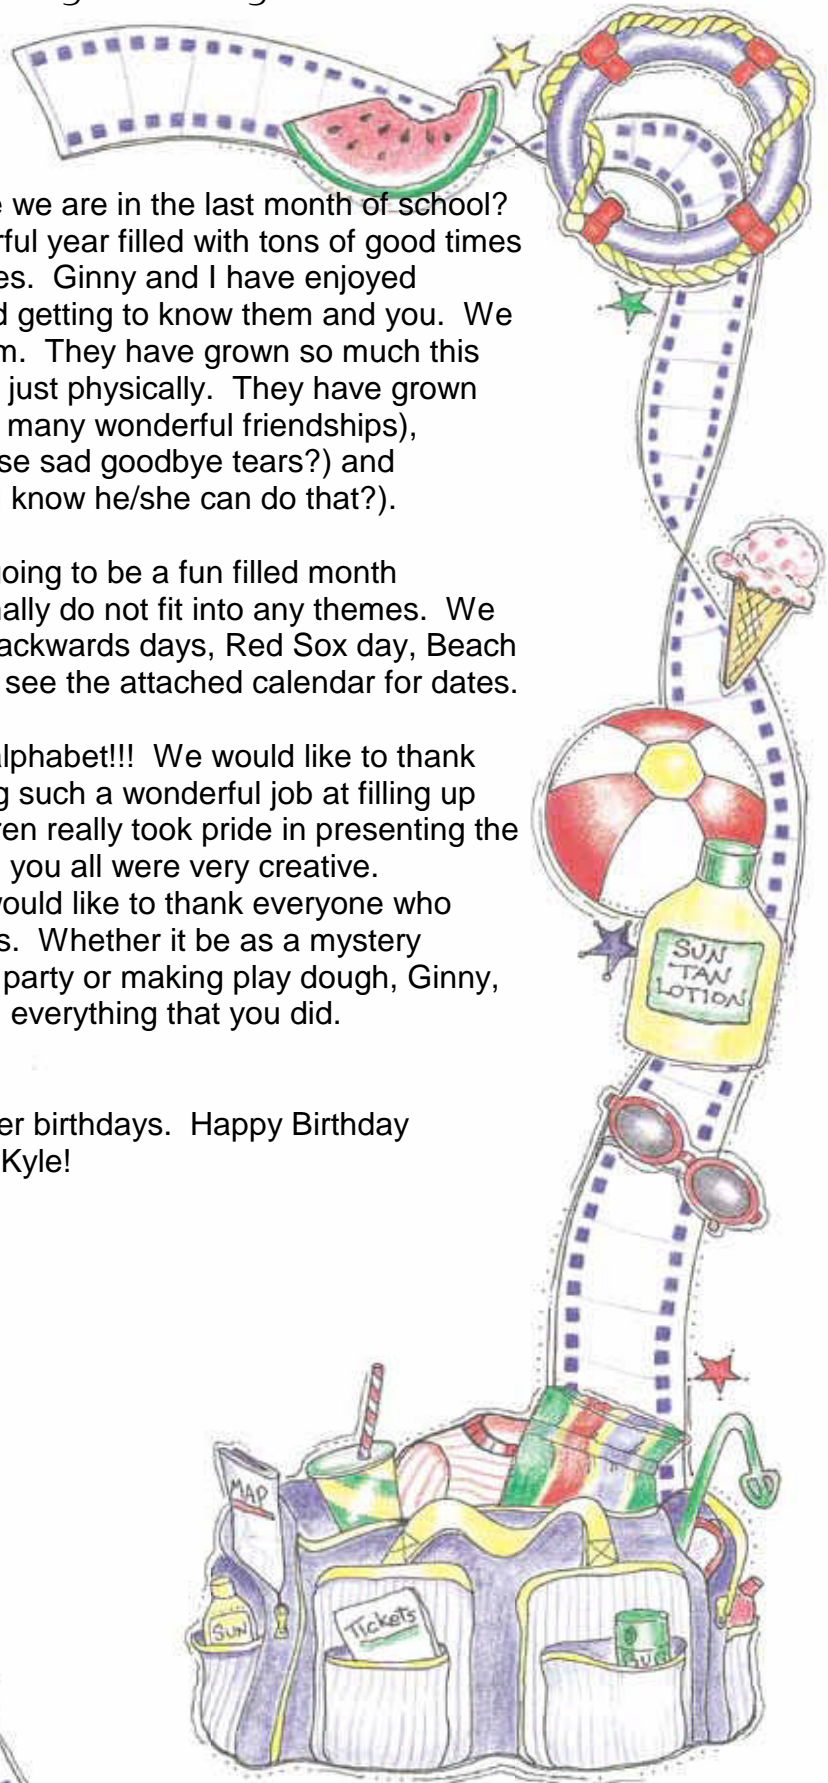 e we are in the last month of school?
rful year filled with tons of good times
es.  Ginny and I have enjoyed
d getting to know them and you.  We
m.  They have grown so much this
just physically.  They have grown
many wonderful friendships),
se sad goodbye tears?) and
know he/she can do that?).
going to be a fun filled month
nally do not fit into any themes.  We
ackwards days, Red Sox day, Beach
see the attached calendar for dates.
alphabet!!!  We would like to thank
g such a wonderful job at filling up
ren really took pride in presenting the
you all were very creative.
would like to thank everyone who
s.  Whether it be as a mystery
party or making play dough, Ginny,
everything that you did.
er birthdays.  Happy Birthday
Kyle!
SUN
TAN
LOTION
MAP
SUN
Tickets
BUG